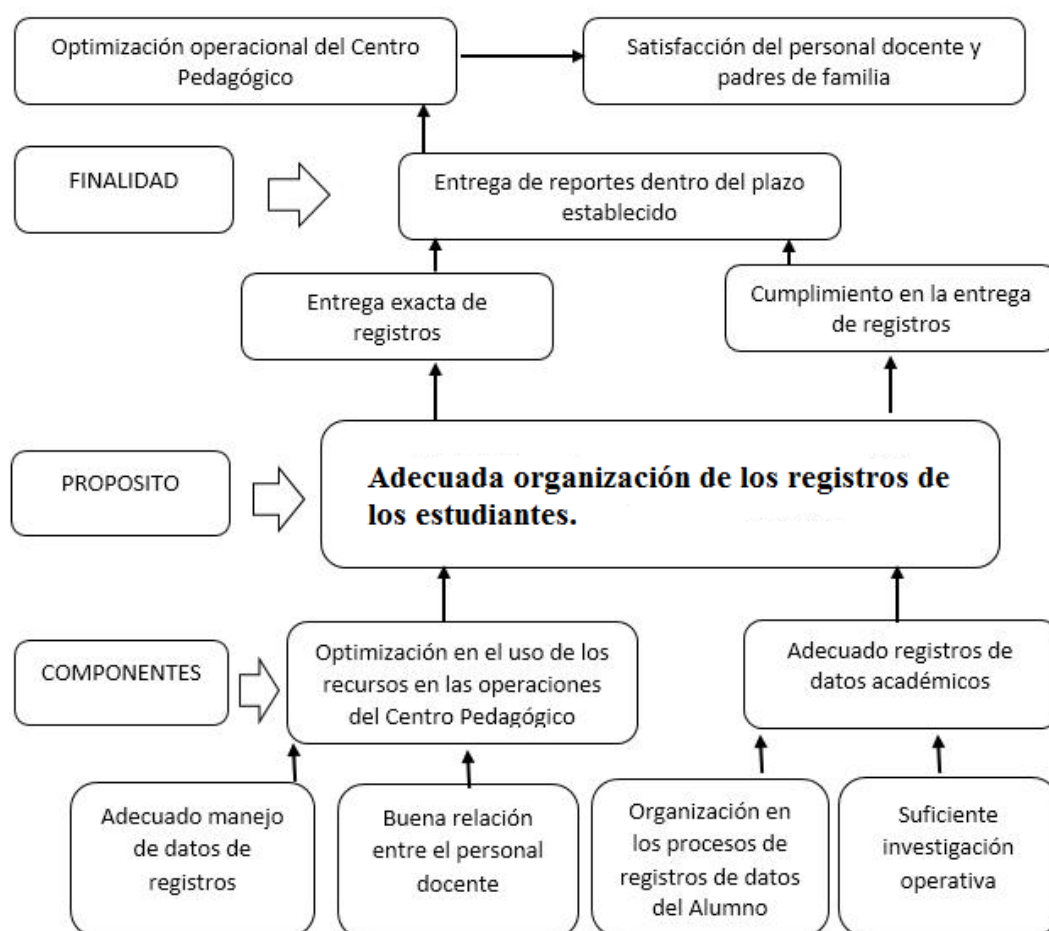 Optimización operacional del Centro
Pedagógico
Satisfacción del personal docente y
padres de familia
FINALIDAD
Entrega de reportes dentro del plazo
establecido
Entrega exacta de
registros
Cumplimiento en la entrega
de registros
PROPOSITO
Adecuada organización de los registros de
los estudiantes.
COMPONENTES
Optimización en el uso de los
recursos en las operaciones
del Centro Pedagógico
Adecuado registros de
datos académicos
Adecuado manejo
de datos de
registros
Buena relación
entre el personal
docente
Organización en
los procesos de
registros de datos
del Alumno
Suficiente
investigación
operativa